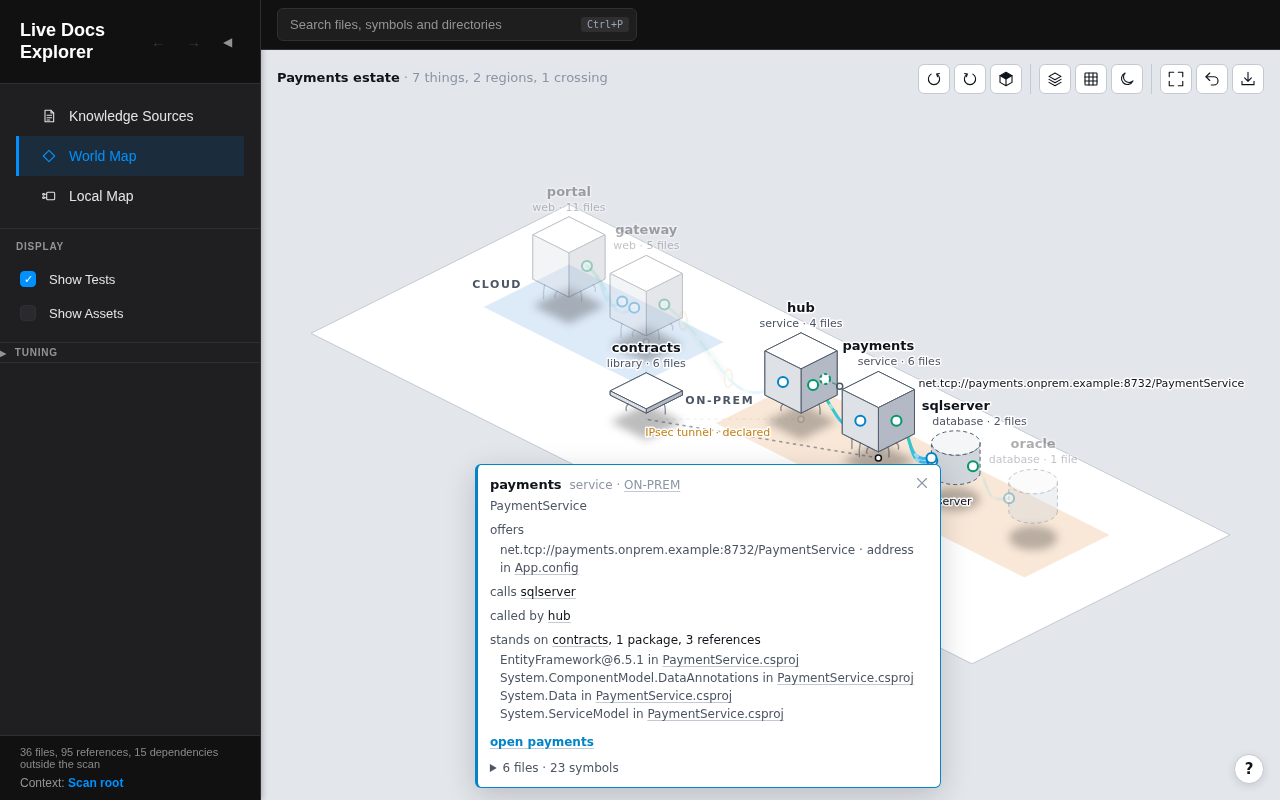 Live Docs
Explorer
Search files, symbols and directories
Ctrl+P
Knowledge Sources
World Map
Local Map
DISPLAY
Show Tests
Show Assets
TUNING
36 files, 95 references, 15 dependencies
outside the scan
Context: Scan root
Payments estate · 7 things, 2 regions, 1 crossing
portal
web · 11 files
gateway
web · 5 files
CLOUD
hub
service · 4 files
contracts
library · 6 files
payments
service · 6 files
net.tcp://payments.onprem.example:8732/PaymentService
ON-PREM
sqlserver
database · 2 files
IPsec tunnel · declared
oracle
database · 1 file
server
payments service · ON-PREM
PaymentService
offers
net.tcp://payments.onprem.example:8732/PaymentService · address
in App.config
calls sqlserver
called by hub
stands on contracts, 1 package, 3 references
EntityFramework@6.5.1 in PaymentService.csproj
System.ComponentModel.DataAnnotations in PaymentService.csproj
System.Data in PaymentService.csproj
System.ServiceModel in PaymentService.csproj
open payments
6 files · 23 symbols
?